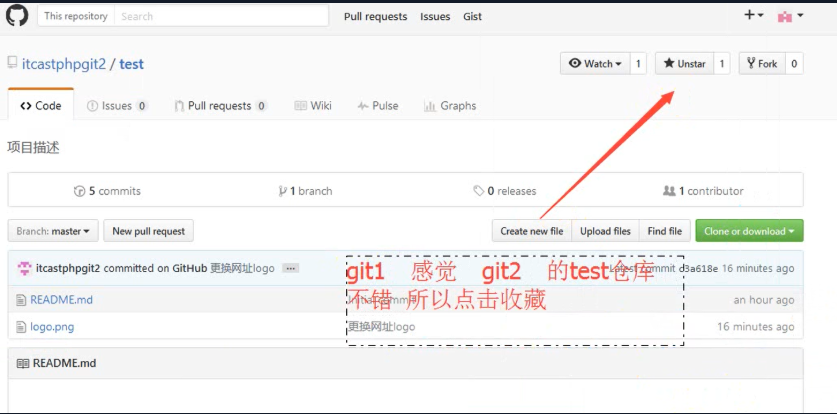 This repository Search Pull requests Issues Gist
itcastphpgit2 / test Watch 1 Unstar 1 Fork 0
Code Issues 0 Pull requests 0 Wiki Pulse Graphs
项目描述
5 commits 1 branch 0 releases 1 contributor
Branch: master New pull request Create new file Upload files Find file Clone or download
itcastphpgit2 committed on GitHub 更换网址logo ... Latest commit d3a618e 16 minutes ago
git1 感觉 git2 的test仓库
不错 所以点击收藏
README.md Initial commit an hour ago
logo.png 更换网址logo 16 minutes ago
README.md